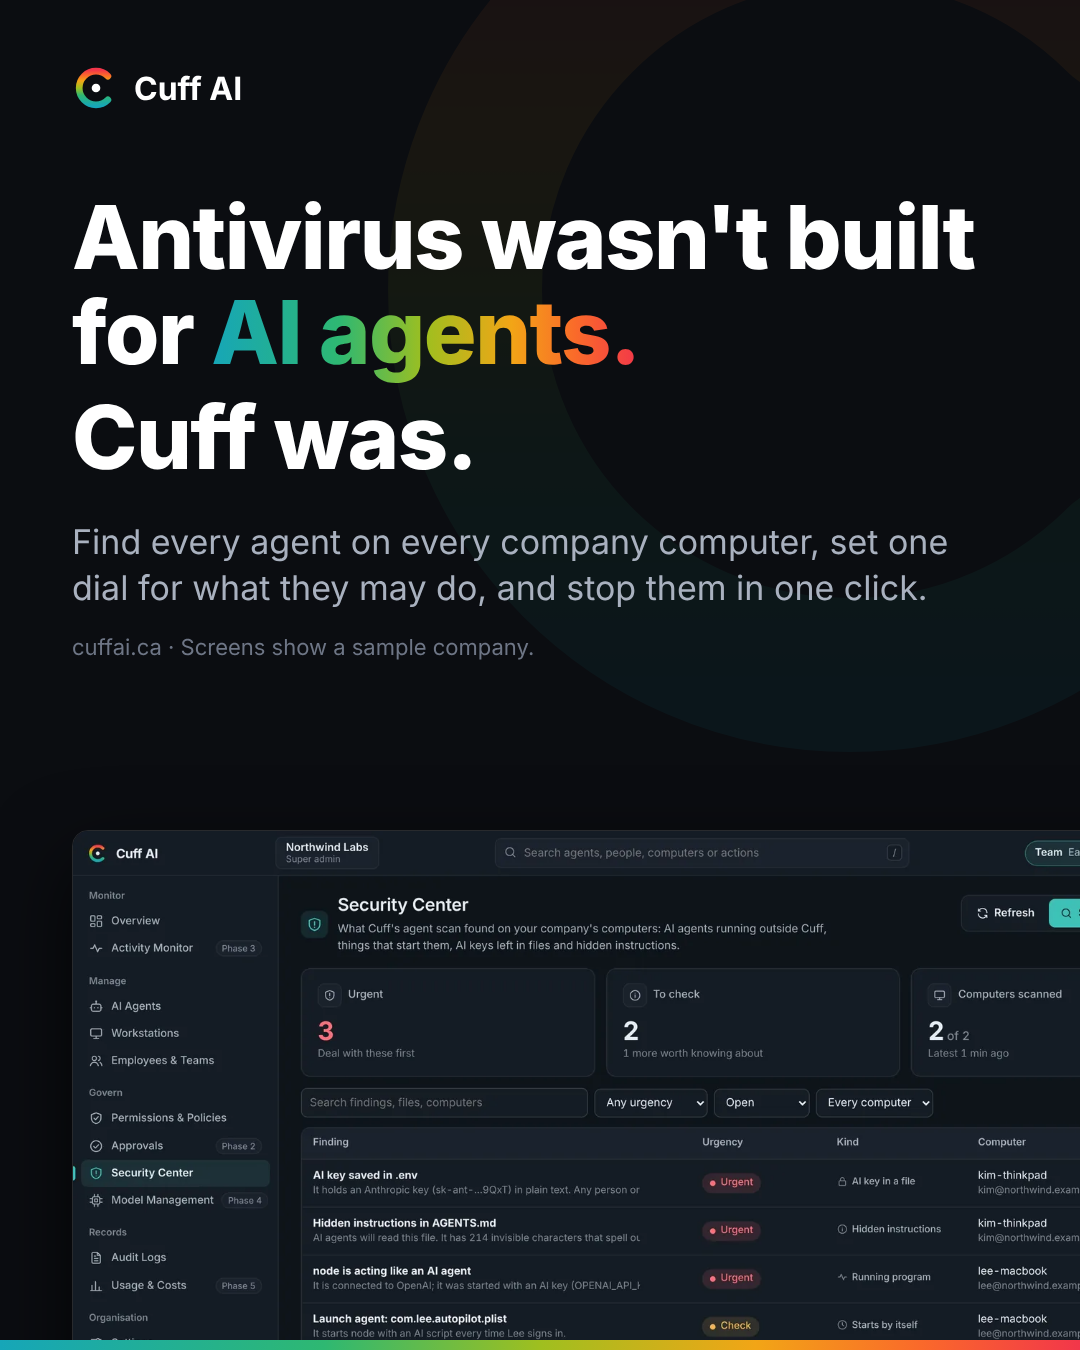 Cuff AI
Antivirus wasn't built
for AI agents.
Cuff was.
Find every agent on every company computer, set one
dial for what they may do, and stop them in one click.
cuffai.ca · Screens show a sample company.
Cuff AI
Northwind Labs
Super admin
Search agents, people, computers or actions
/
Team
Monitor
Overview
Activity Monitor
Phase 3
Manage
AI Agents
Workstations
Employees & Teams
Govern
Permissions & Policies
Approvals
Phase 2
Security Center
Model Management
Phase 4
Records
Audit Logs
Usage & Costs
Phase 5
Organisation
Security Center
What Cuff's agent scan found on your company's computers: AI agents running outside Cuff,
things that start them, AI keys left in files and hidden instructions.
Refresh
Urgent
3
Deal with these first
To check
2
1 more worth knowing about
Computers scanned
2 of 2
Latest 1 min ago
Search findings, files, computers
Any urgency
Open
Every computer
Finding
Urgency
Kind
Computer
AI key saved in .env
It holds an Anthropic key (sk-ant-...9QxT) in plain text. Any person or
Urgent
AI key in a file
kim-thinkpad
kim@northwind.exam
Hidden instructions in AGENTS.md
AI agents will read this file. It has 214 invisible characters that spell ou
Urgent
Hidden instructions
kim-thinkpad
kim@northwind.exam
node is acting like an AI agent
It is connected to OpenAI; it was started with an AI key (OPENAI_API_
Urgent
Running program
lee-macbook
lee@northwind.exam
Launch agent: com.lee.autopilot.plist
It starts node with an AI script every time Lee signs in.
Check
Starts by itself
lee-macbook
lee@northwind.exam